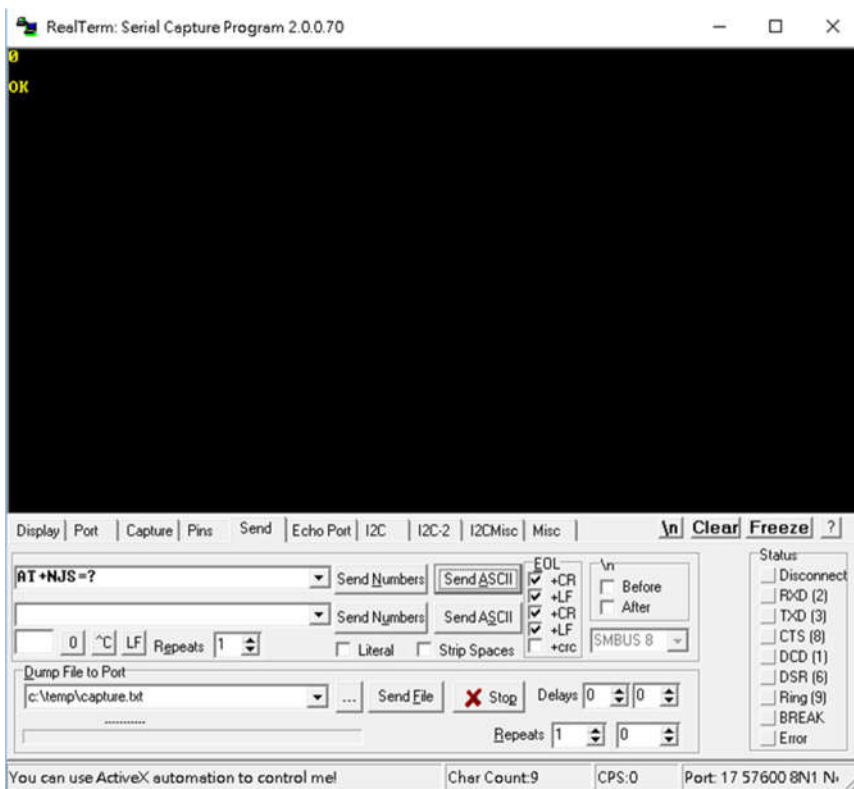 RealTerm: Serial Capture Program 2.0.0.70
0
OK
Display Port Capture Pins Send Echo Port I2C I2C-2 I2CMisc Misc \n Clear Freeze ?
AT+NJS=? Send Numbers Send ASCII
Send Numbers Send ASCII
0 ^C LF Repeats 1 Literal Strip Spaces
EOL
+CR
+LF
+CR
+LF
+crc
\n
Before
After
SMBUS 8
Dump File to Port
c:\temp\capture.txt ... Send File Stop Delays 0 0
Repeats 1 0
Status
Disconnect
RXD (2)
TXD (3)
CTS (8)
DCD (1)
DSR (6)
Ring (9)
BREAK
Error
You can use ActiveX automation to control me! Char Count:9 CPS:0 Port: 17 57600 8N1